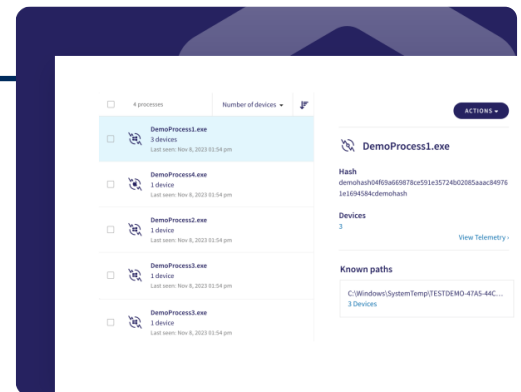 4 processes
Number of devices
ACTIONS
DemoProcess1.exe
3 devices
Last seen: Nov 8, 2023 01:54 pm
DemoProcess4.exe
1 device
Last seen: Nov 8, 2023 01:54 pm
DemoProcess2.exe
1 device
Last seen: Nov 8, 2023 01:54 pm
DemoProcess3.exe
1 device
Last seen: Nov 8, 2023 01:54 pm
DemoProcess3.exe
1 device
Last seen: Nov 8, 2023 01:54 pm
DemoProcess1.exe
Hash
demohash04f69a669878ce591e35724b02085aaac84976
1e1694584cdemohash
Devices
3
View Telemetry ›
Known paths
C:\Windows\SystemTemp\TESTDEMO-47A5-44C...
3 Devices